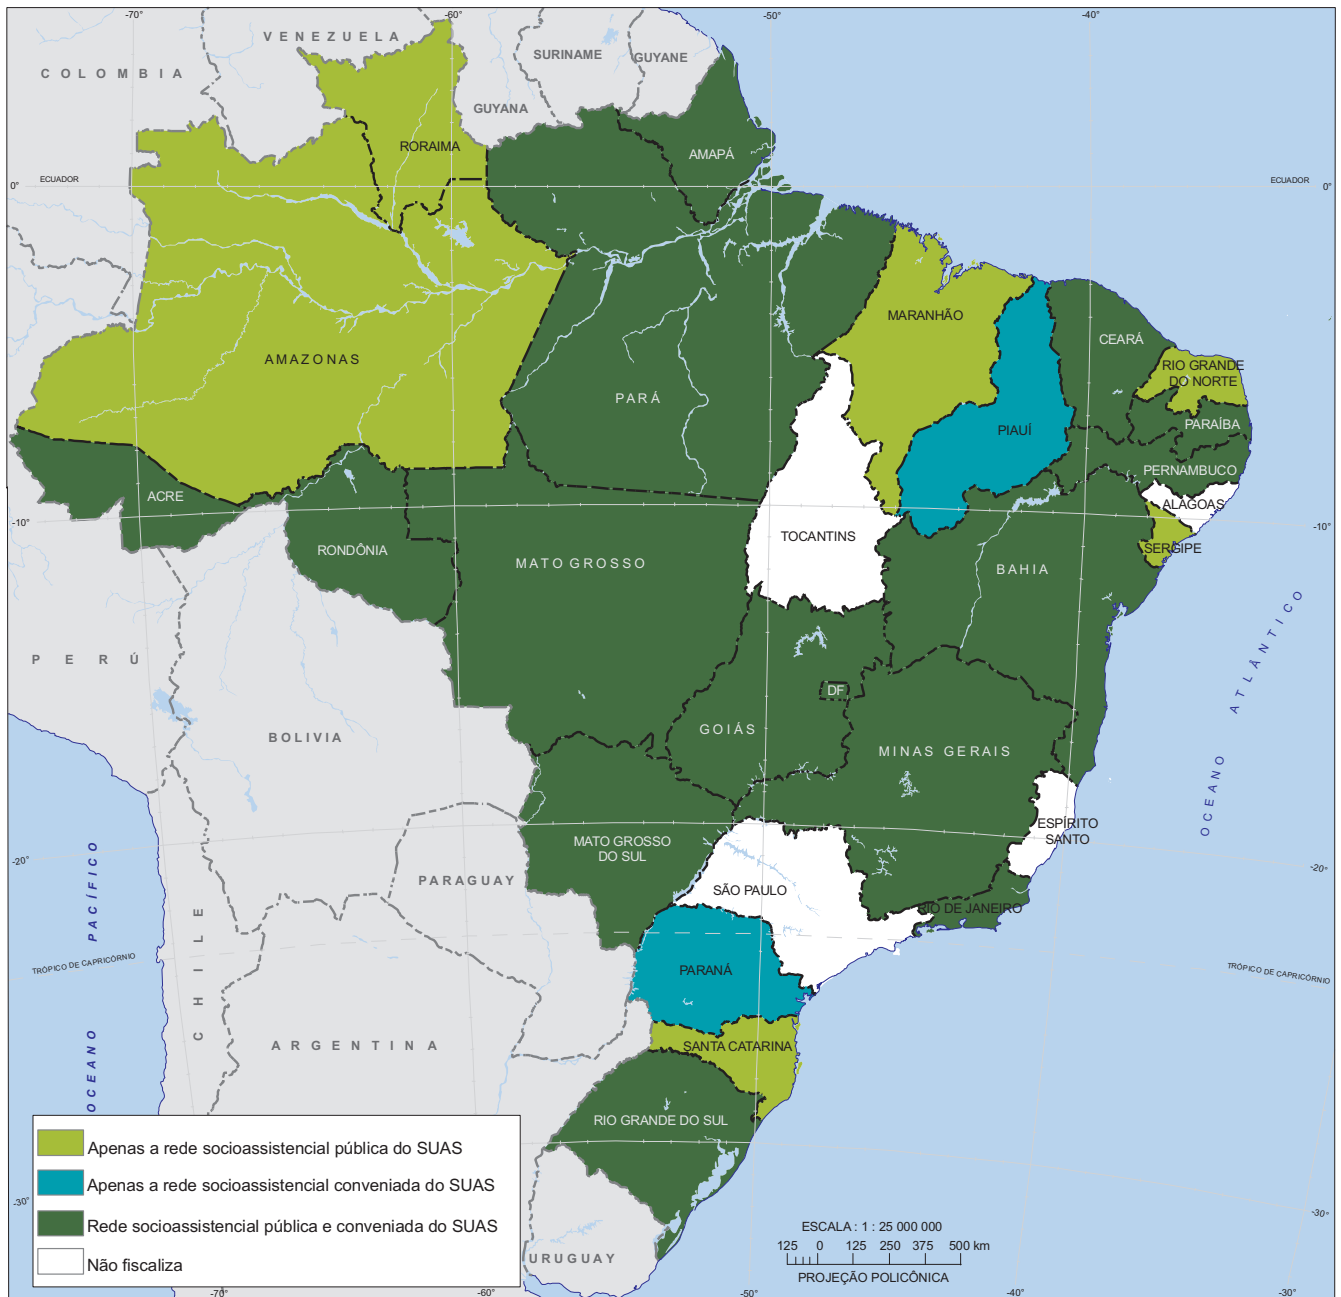 -70°
-60°
-50°
-40°
VENEZUELA
COLOMBIA
SURINAME
GUYANE
GUYANA
RORAIMA
AMAPÁ
ECUADOR
ECUADOR
0°
0°
MARANHÃO
CEARÁ
AMAZONAS
RIO GRANDE
DO NORTE
PARÁ
PIAUÍ
PARAÍBA
PERNAMBUCO
ACRE
ALAGOAS
-10°
-10°
TOCANTINS
SERGIPE
RONDÔNIA
MATO GROSSO
BAHIA
PERÚ
DF
OCEANO ATLÂNTICO
GOIÁS
BOLIVIA
MINAS GERAIS
ESPÍRITO
SANTO
MATO GROSSO
DO SUL
-20°
-20°
PARAGUAY
SÃO PAULO
RIO DE JANEIRO
OCEANO PACÍFICO
CHILE
TRÓPICO DE CAPRICÓRNIO
TRÓPICO DE CAPRICÓRNIO
PARANÁ
ARGENTINA
SANTA CATARINA
RIO GRANDE DO SUL
Apenas a rede socioassistencial pública do SUAS
Apenas a rede socioassistencial conveniada do SUAS
Rede socioassistencial pública e conveniada do SUAS
Não fiscaliza
-30°
-30°
URUGUAY
ESCALA : 1 : 25 000 000
125 0 125 250 375 500 km
PROJEÇÃO POLICÔNICA
-70°
-60°
-50°
-40°
-30°